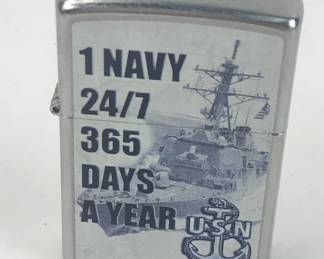 1 NAVY
24/7
365
DAYS
A YEAR
USN